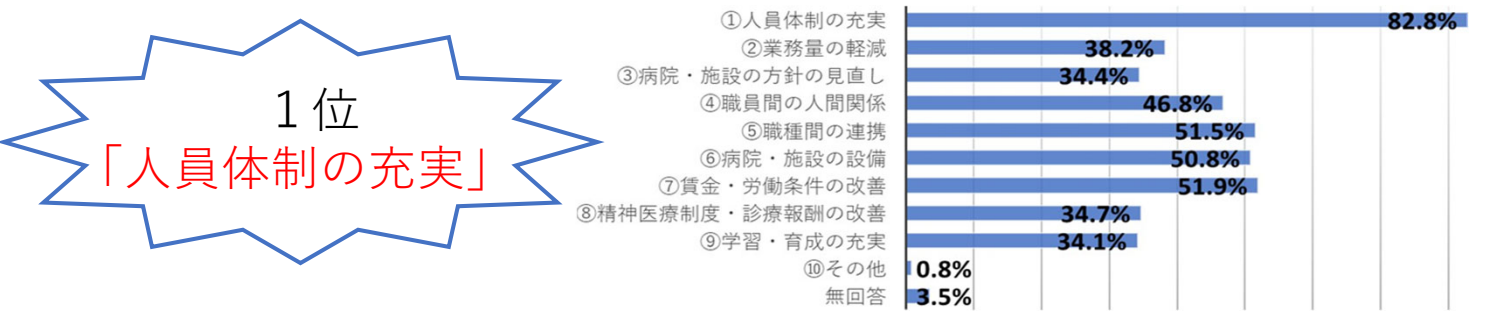 1位
「人員体制の充実」
①人員体制の充実 82.8%
②業務量の軽減 38.2%
③病院・施設の方針の見直し 34.4%
④職員間の人間関係 46.8%
⑤職種間の連携 51.5%
⑥病院・施設の設備 50.8%
⑦賃金・労働条件の改善 51.9%
⑧精神医療制度・診療報酬の改善 34.7%
⑨学習・育成の充実 34.1%
⑩その他 0.8%
無回答 3.5%